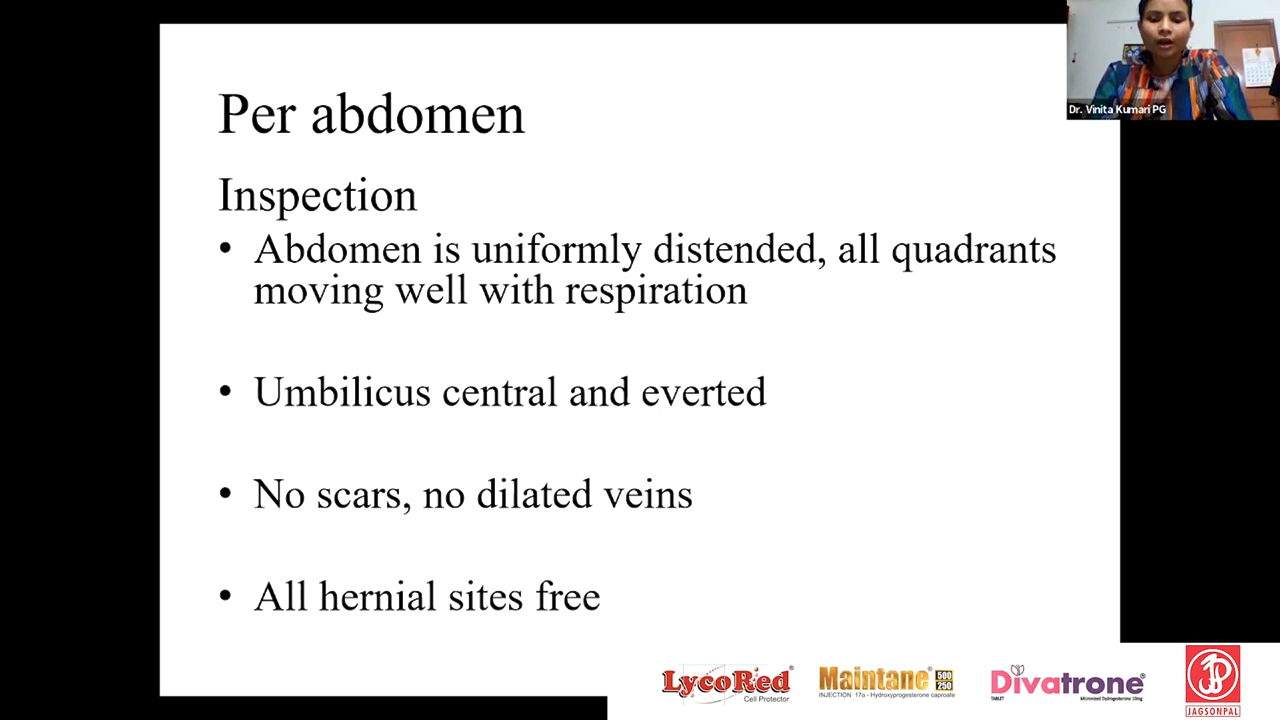 Per abdomen
Inspection
• Abdomen is uniformly distended, all quadrants
moving well with respiration
• Umbilicus central and everted
• No scars, no dilated veins
• All hernial sites free
Dr. Vinita Kumari PG
LycoRed®
Cell Protector
Maintane® 500 250
INJECTION 17α - Hydroxyprogesterone caproate
Divatrone®
TABLET Micronized Dydrogesterone 10mg
JAGSONPAL